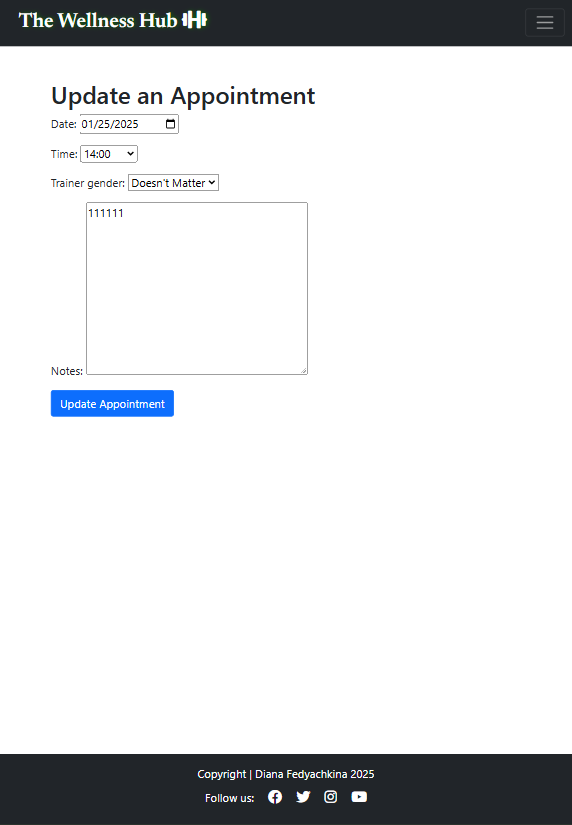 The Wellness Hub
Update an Appointment
Date: 01/25/2025
Time: 14:00
Trainer gender: Doesn't Matter
111111
Notes:
Update Appointment
Copyright | Diana Fedyachkina 2025
Follow us: